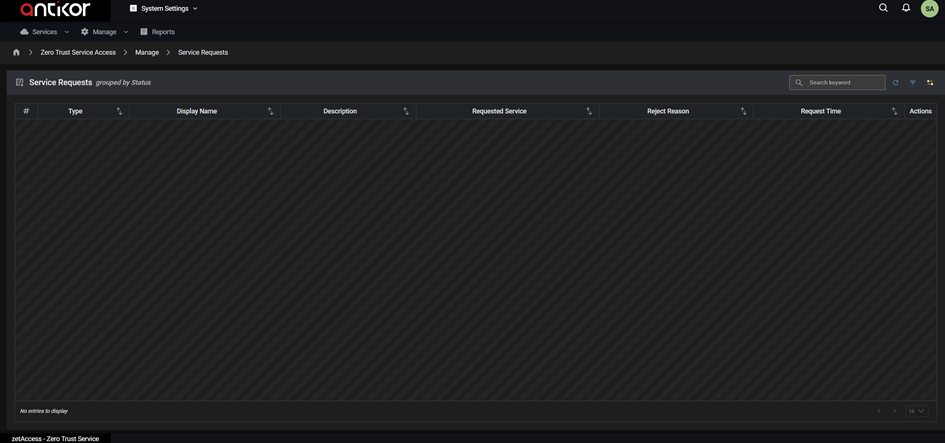 antikor
System Settings
SA
Services
Manage
Reports
Zero Trust Service Access
Manage
Service Requests
Service Requests grouped by Status
Search keyword
# Type Display Name Description Requested Service Reject Reason Request Time Actions
No entries to display
15
zetAccess - Zero Trust Service